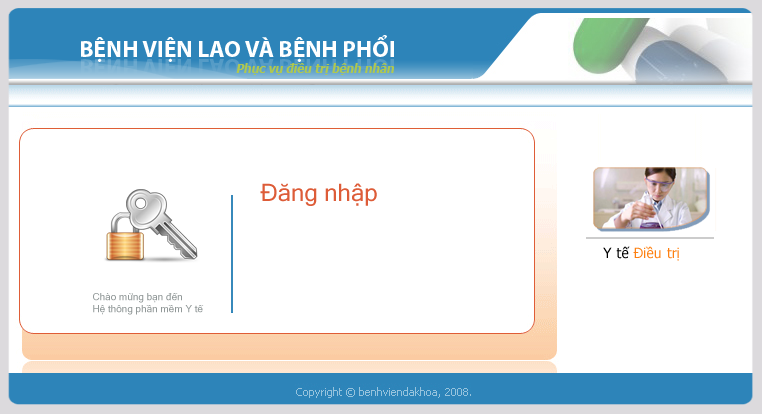 BỆNH VIỆN LAO VÀ BỆNH PHỔI
Phục vụ điều trị bệnh nhân
Đăng nhập
Chào mừng bạn đến
Hệ thông phần mềm Y tế
Y tế Điều trị
Copyright © benhviendakhoa, 2008.